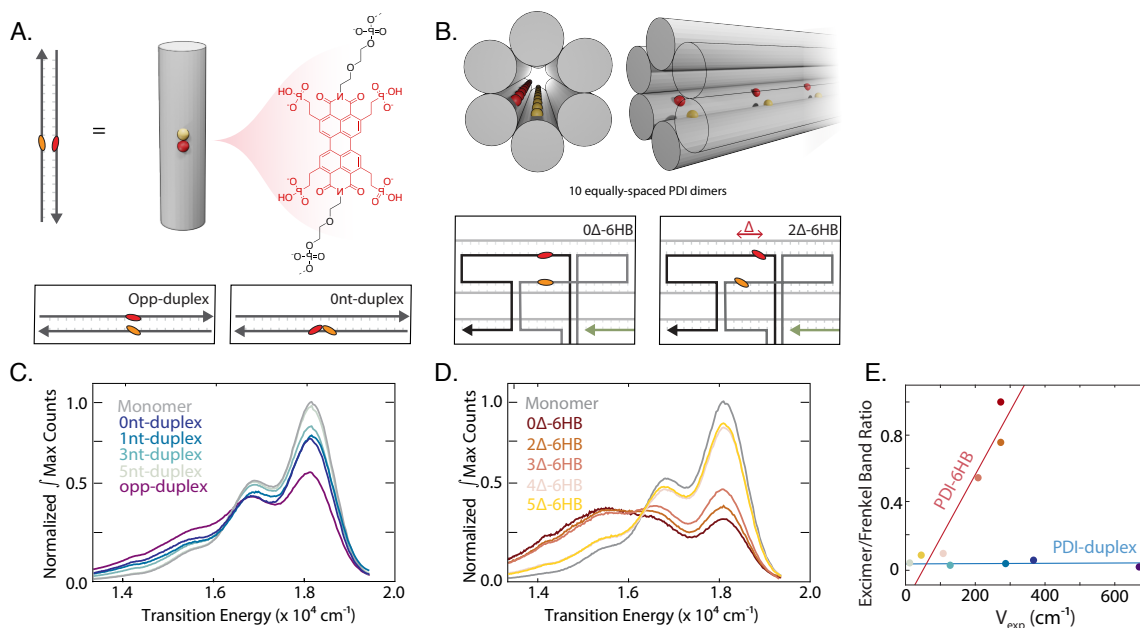 A.
=
O⁻
⁻O-P=O
O
O
O
HO
O⁻
P=O
O
N
O
O=P-OH
O⁻
HO
O⁻
P=O
O
N
O
O=P-OH
O⁻
O
O
O
⁻O-P=O
O⁻
Opp-duplex
0nt-duplex
B.
10 equally-spaced PDI dimers
0Δ-6HB
Δ
2Δ-6HB
C.
Normalized ∫Max Counts
1.0
0.5
0.0
Monomer
0nt-duplex
1nt-duplex
3nt-duplex
5nt-duplex
opp-duplex
1.4
1.6
1.8
2.0
Transition Energy (x 10⁴ cm⁻¹)
D.
Normalized ∫Max Counts
1.0
0.5
0.0
Monomer
0Δ-6HB
2Δ-6HB
3Δ-6HB
4Δ-6HB
5Δ-6HB
1.4
1.6
1.8
2.0
Transition Energy (x 10⁴ cm⁻¹)
E.
Excimer/Frenkel Band Ratio
0.8
0.4
0
PDI-6HB
PDI-duplex
0
200
400
600
V_exp (cm⁻¹)